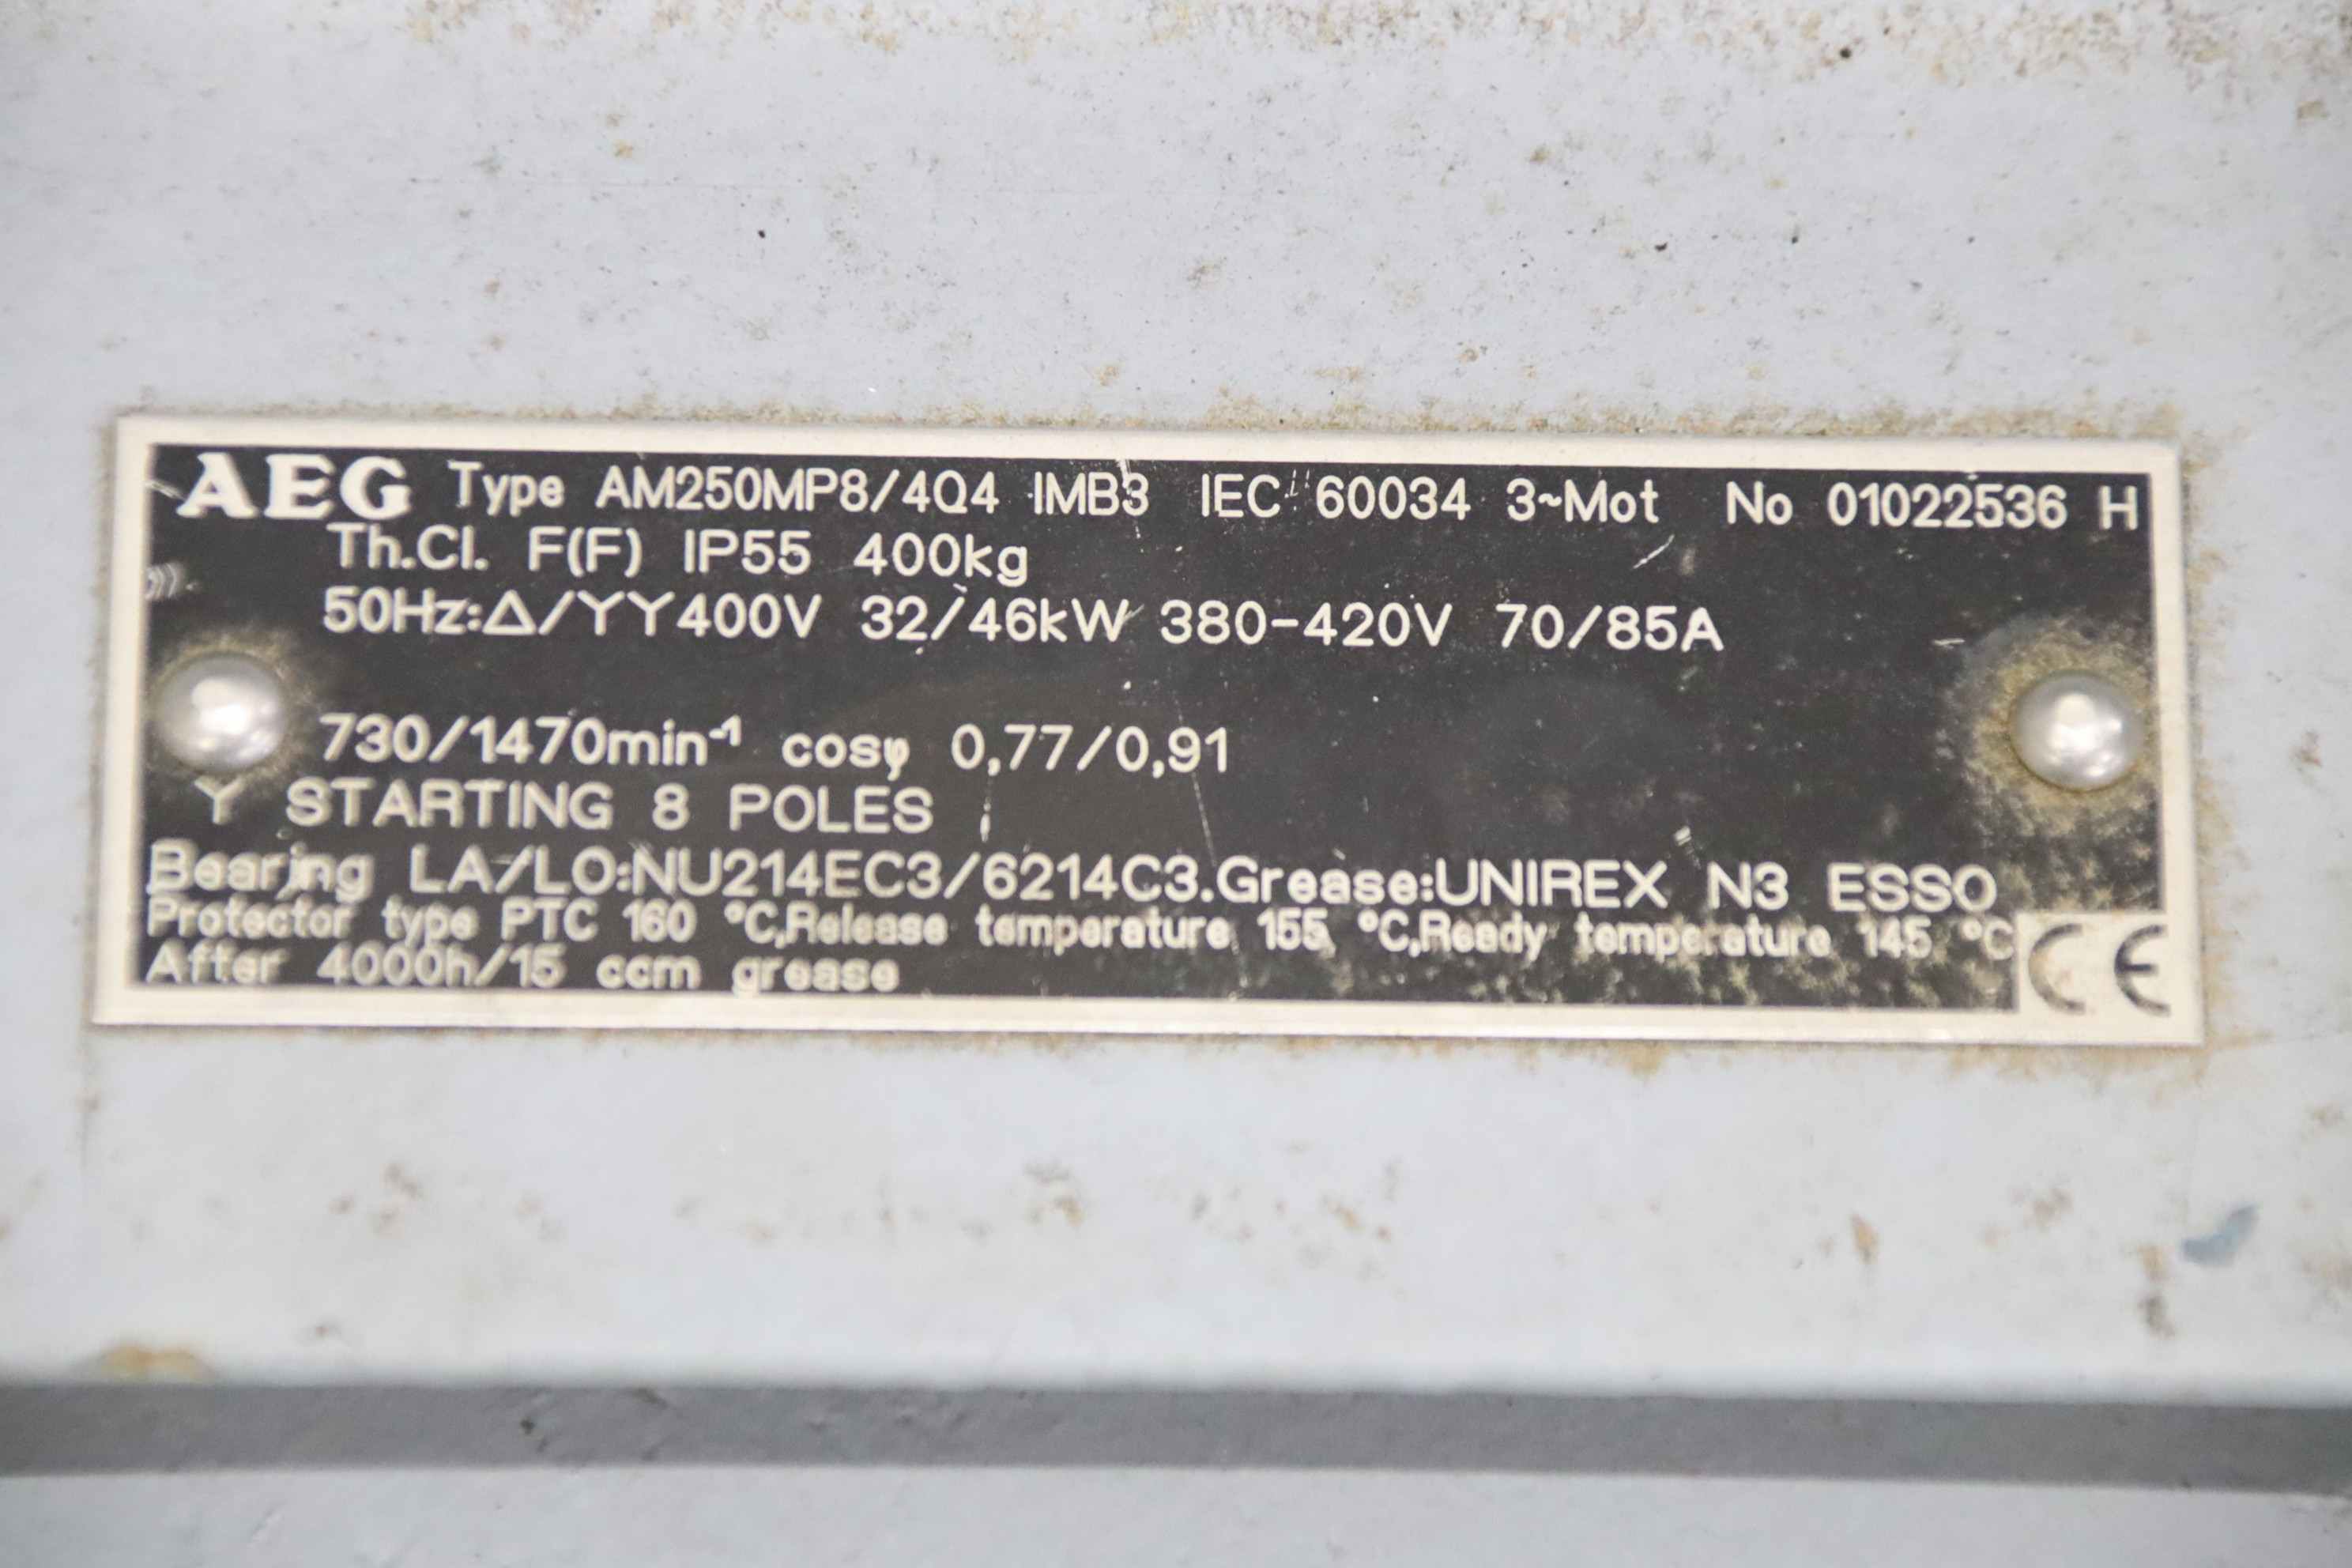 AEG Type AM250MP8/4Q4 IMB3 IEC 60034 3~Mot No 01022536 H
Th.Cl. F(F) IP55 400kg
50Hz:Δ/YY400V 32/46kW 380-420V 70/85A
730/1470min⁻¹ cosφ 0,77/0,91
Y STARTING 8 POLES
Bearing LA/LO:NU214EC3/6214C3.Grease:UNIREX N3 ESSO
Protector type PTC 160 °C,Release temperature 155 °C,Ready temperature 145 °C
After 4000h/15 ccm grease
CE